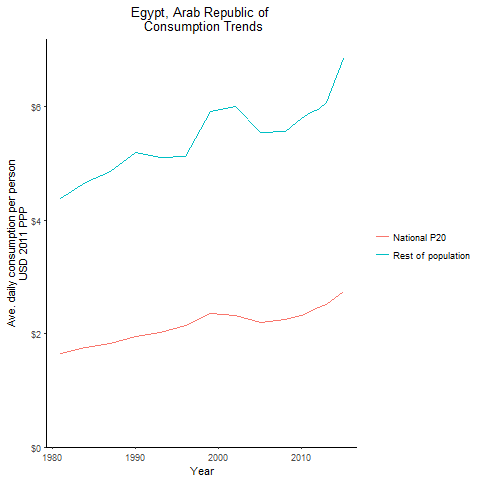 Egypt, Arab Republic of
Consumption Trends
Ave. daily consumption per person
USD 2011 PPP
$6
$4
$2
$0
1980
1990
2000
2010
Year
National P20
Rest of population